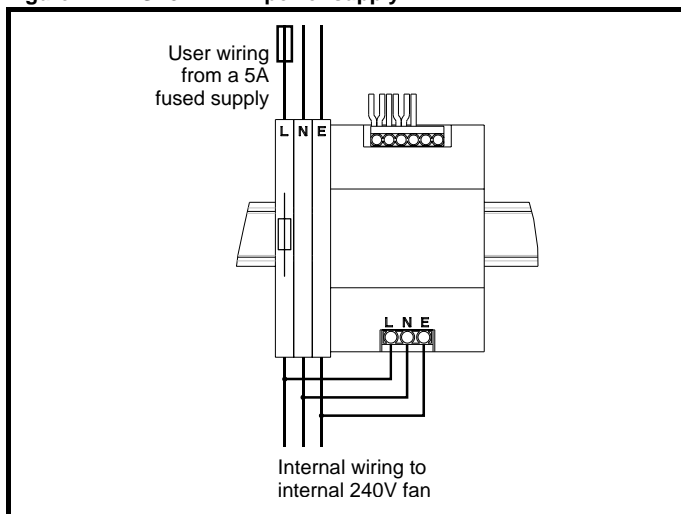 User wiring
from a 5A
fused supply
L N E
L N E
Internal wiring to
internal 240V fan